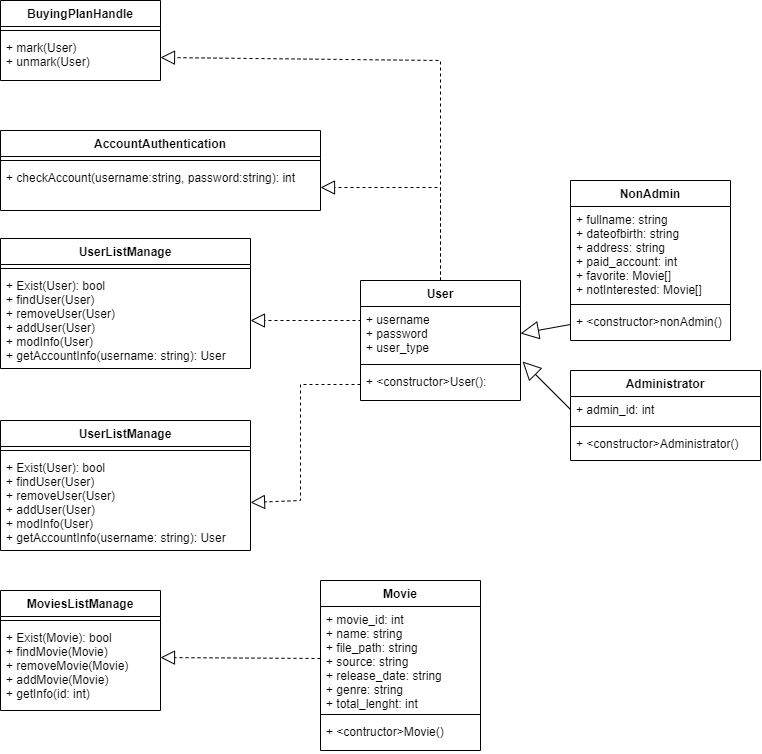 BuyingPlanHandle
+ mark(User)
+ unmark(User)
AccountAuthentication
+ checkAccount(username:string, password:string): int
UserListManage
+ Exist(User): bool
+ findUser(User)
+ removeUser(User)
+ addUser(User)
+ modInfo(User)
+ getAccountInfo(username: string): User
User
+ username
+ password
+ user_type
+ <constructor>User():
NonAdmin
+ fullname: string
+ dateofbirth: string
+ address: string
+ paid_account: int
+ favorite: Movie[]
+ notInterested: Movie[]
+ <constructor>nonAdmin()
Administrator
+ admin_id: int
+ <constructor>Administrator()
UserListManage
+ Exist(User): bool
+ findUser(User)
+ removeUser(User)
+ addUser(User)
+ modInfo(User)
+ getAccountInfo(username: string): User
MoviesListManage
+ Exist(Movie): bool
+ findMovie(Movie)
+ removeMovie(Movie)
+ addMovie(Movie)
+ getInfo(id: int)
Movie
+ movie_id: int
+ name: string
+ file_path: string
+ source: string
+ release_date: string
+ genre: string
+ total_lenght: int
+ <contructor>Movie()